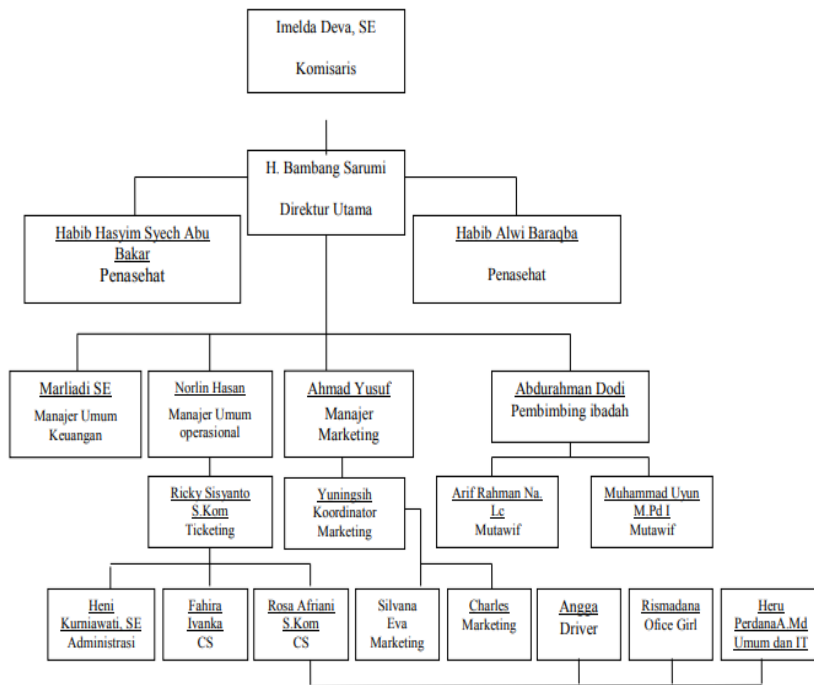 Imelda Deva, SE
Komisaris
H. Bambang Sarumi
Direktur Utama
Habib Hasyim Syech Abu
Bakar
Penasehat
Habib Alwi Baraqba
Penasehat
Marliadi SE
Manajer Umum
Keuangan
Norlin Hasan
Manajer Umum
operasional
Ahmad Yusuf
Manajer
Marketing
Abdurahman Dodi
Pembimbing ibadah
Ricky Sisyanto
S.Kom
Ticketing
Yuningsih
Koordinator
Marketing
Arif Rahman Na.
Lc
Mutawif
Muhammad Uyun
M.Pd I
Mutawif
Heni
Kurniawati, SE
Administrasi
Fahira
Ivanka
CS
Rosa Afriani
S.Kom
CS
Silvana
Eva
Marketing
Charles
Marketing
Angga
Driver
Rismadana
Ofice Girl
Heru
PerdanaA.Md
Umum dan IT